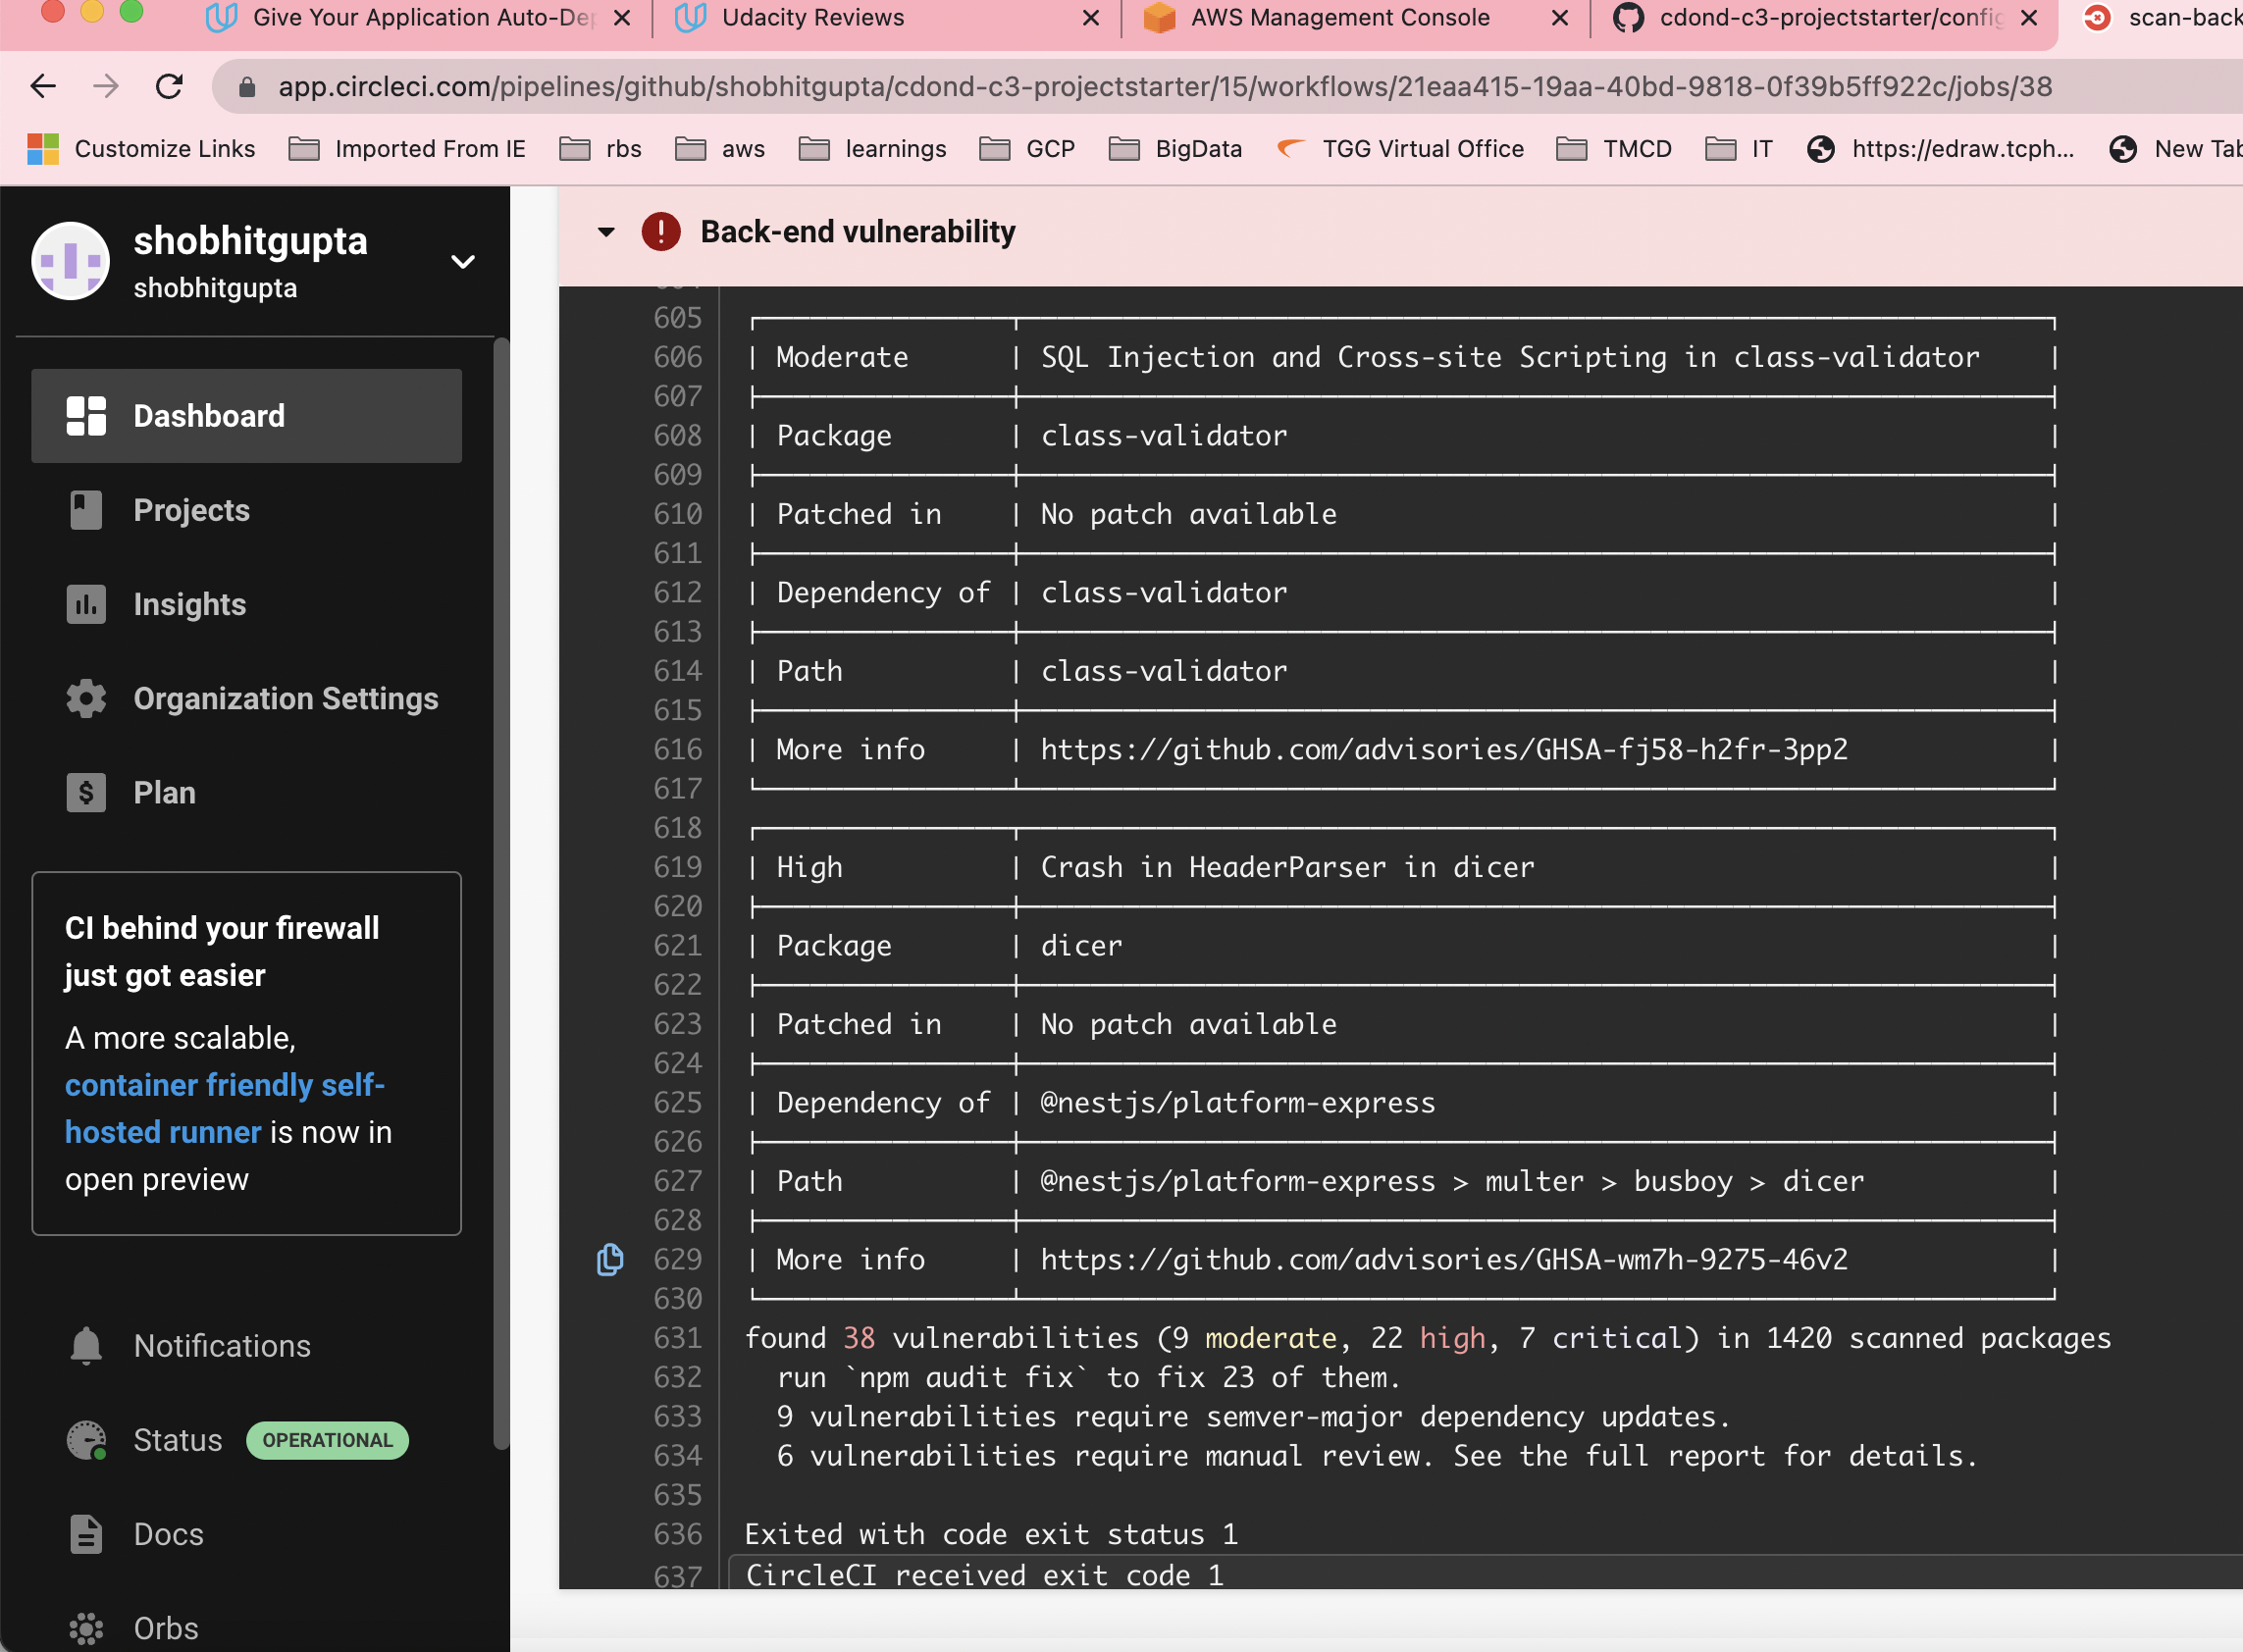 Give Your Application Auto-Dep
Udacity Reviews
AWS Management Console
cdond-c3-projectstarter/config
scan-back
app.circleci.com/pipelines/github/shobhitgupta/cdond-c3-projectstarter/15/workflows/21eaa415-19aa-40bd-9818-0f39b5ff922c/jobs/38
Customize Links
Imported From IE
rbs
aws
learnings
GCP
BigData
TGG Virtual Office
TMCD
IT
https://edraw.tcph...
New Tab
shobhitgupta
shobhitgupta
Dashboard
Projects
Insights
Organization Settings
Plan
CI behind your firewall
just got easier
A more scalable,
container friendly self-
hosted runner is now in
open preview
Notifications
Status OPERATIONAL
Docs
Orbs
Back-end vulnerability
605
606 | Moderate | SQL Injection and Cross-site Scripting in class-validator |
607
608 | Package | class-validator |
609
610 | Patched in | No patch available |
611
612 | Dependency of | class-validator |
613
614 | Path | class-validator |
615
616 | More info | https://github.com/advisories/GHSA-fj58-h2fr-3pp2 |
617
618
619 | High | Crash in HeaderParser in dicer |
620
621 | Package | dicer |
622
623 | Patched in | No patch available |
624
625 | Dependency of | @nestjs/platform-express |
626
627 | Path | @nestjs/platform-express > multer > busboy > dicer |
628
629 | More info | https://github.com/advisories/GHSA-wm7h-9275-46v2 |
630
631 found 38 vulnerabilities (9 moderate, 22 high, 7 critical) in 1420 scanned packages
632 run `npm audit fix` to fix 23 of them.
633 9 vulnerabilities require semver-major dependency updates.
634 6 vulnerabilities require manual review. See the full report for details.
635
636 Exited with code exit status 1
637 CircleCI received exit code 1